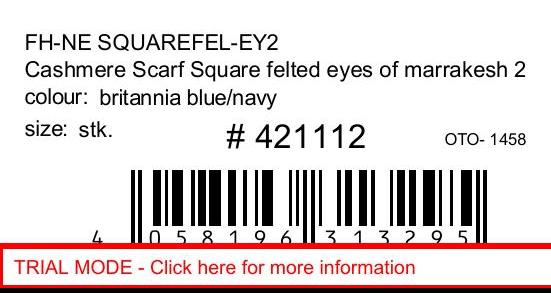 FH-NE SQUAREFEL-EY2
Cashmere Scarf Square felted eyes of marrakesh 2
colour: britannia blue/navy
size: stk.
# 421112
OTO- 1458
4 058196 313295
TRIAL MODE - Click here for more information